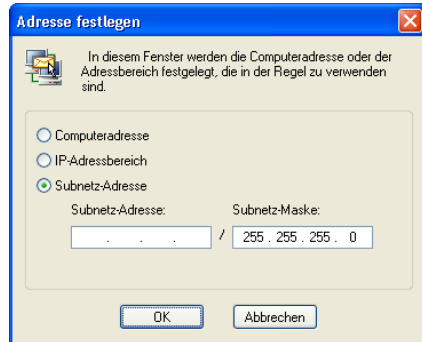 Adresse festlegen
In diesem Fenster werden die Computeradresse oder der
Adressbereich festgelegt, die in der Regel zu verwenden
sind.
Computeradresse
IP-Adressbereich
Subnetz-Adresse
Subnetz-Adresse: Subnetz-Maske:
. . . / 255 . 255 . 255 . 0
OK Abbrechen